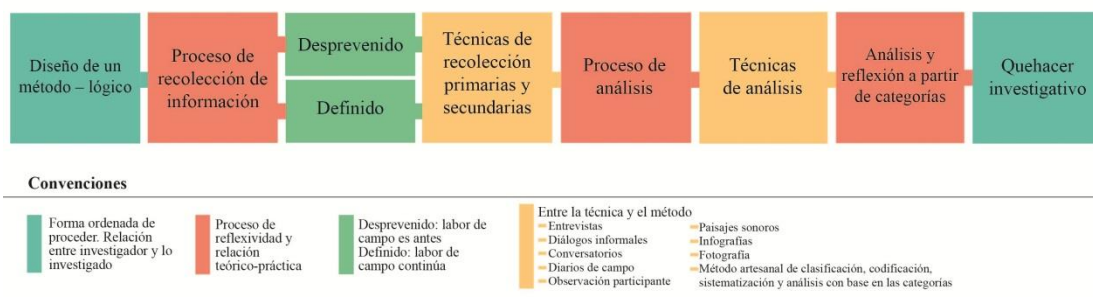 Diseño de un
método – lógico
Proceso de
recolección de
información
Desprevenido
Definido
Técnicas de
recolección
primarias y
secundarias
Proceso de
análisis
Técnicas
de análisis
Análisis y
reflexión a partir
de categorías
Quehacer
investigativo
Convenciones
Forma ordenada de
proceder. Relación
entre investigador y lo
investigado
Proceso de
reflexividad y
relación
teórico-práctica
Desprevenido: labor de
campo es antes
Definido: labor de
campo continúa
Entre la técnica y el método
Entrevistas
Diálogos informales
Conversatorios
Diarios de campo
Observación participante
Paisajes sonoros
Infografías
Fotografía
Método artesanal de clasificación, codificación,
sistematización y análisis con base en las categorías